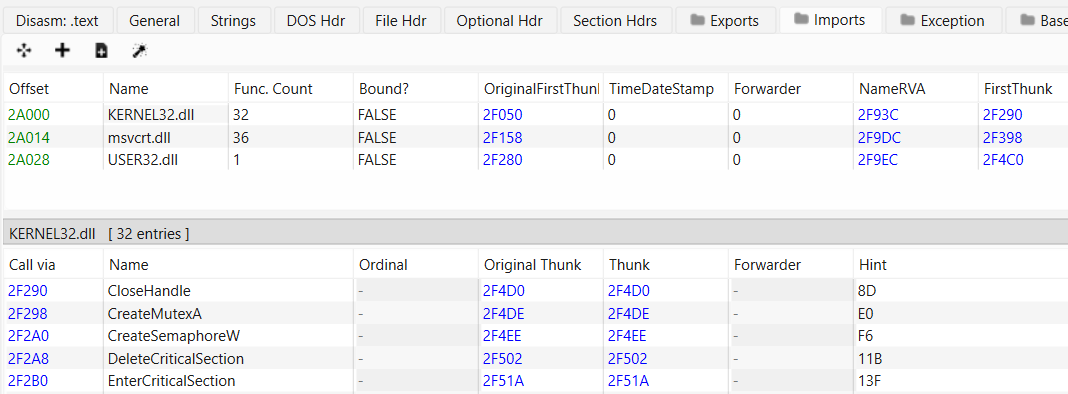 Disasm: .text General Strings DOS Hdr File Hdr Optional Hdr Section Hdrs Exports Imports Exception Base
Offset Name Func. Count Bound? OriginalFirstThun TimeDateStamp Forwarder NameRVA FirstThunk
2A000 KERNEL32.dll 32 FALSE 2F050 0 0 2F93C 2F290
2A014 msvcrt.dll 36 FALSE 2F158 0 0 2F9DC 2F398
2A028 USER32.dll 1 FALSE 2F280 0 0 2F9EC 2F4C0
KERNEL32.dll [ 32 entries ]
Call via Name Ordinal Original Thunk Thunk Forwarder Hint
2F290 CloseHandle - 2F4D0 2F4D0 - 8D
2F298 CreateMutexA - 2F4DE 2F4DE - E0
2F2A0 CreateSemaphoreW - 2F4EE 2F4EE - F6
2F2A8 DeleteCriticalSection - 2F502 2F502 - 11B
2F2B0 EnterCriticalSection - 2F51A 2F51A - 13F